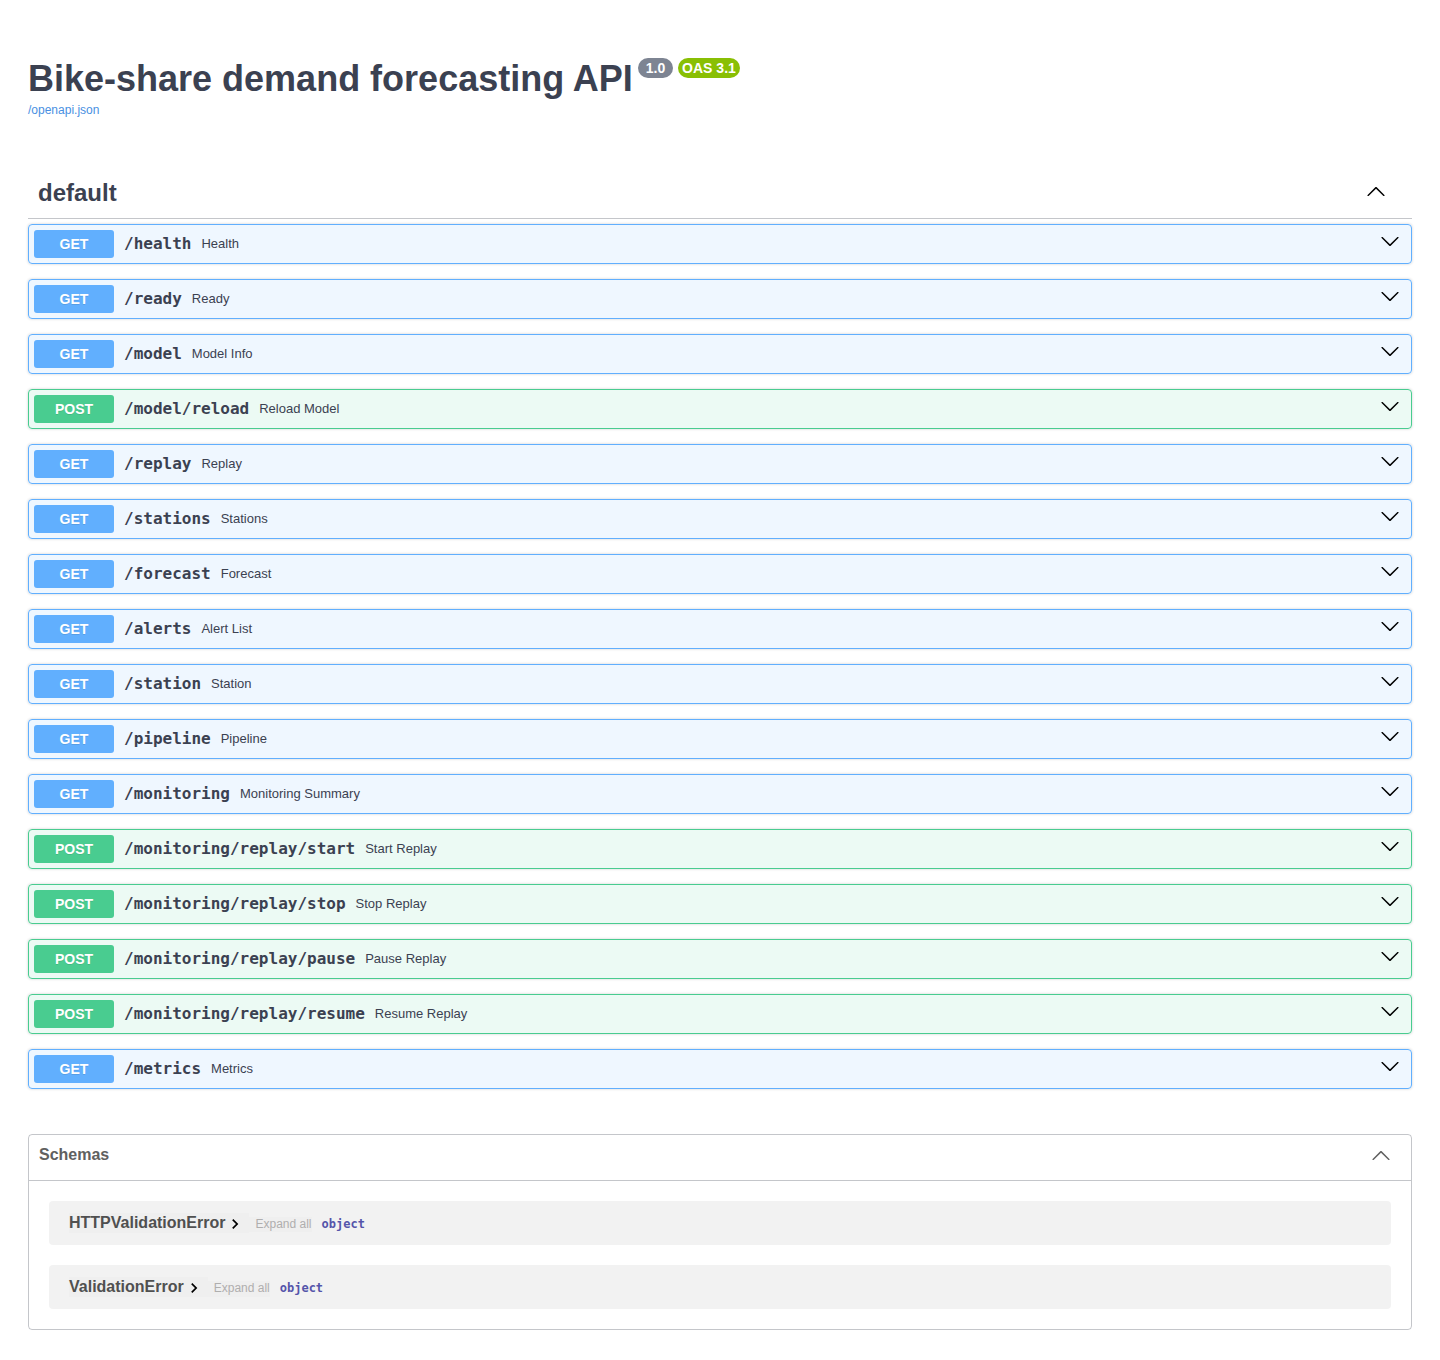 Bike-share demand forecasting API 1.0 OAS 3.1
/openapi.json
default
GET /health Health
GET /ready Ready
GET /model Model Info
POST /model/reload Reload Model
GET /replay Replay
GET /stations Stations
GET /forecast Forecast
GET /alerts Alert List
GET /station Station
GET /pipeline Pipeline
GET /monitoring Monitoring Summary
POST /monitoring/replay/start Start Replay
POST /monitoring/replay/stop Stop Replay
POST /monitoring/replay/pause Pause Replay
POST /monitoring/replay/resume Resume Replay
GET /metrics Metrics
Schemas
HTTPValidationError Expand all object
ValidationError Expand all object